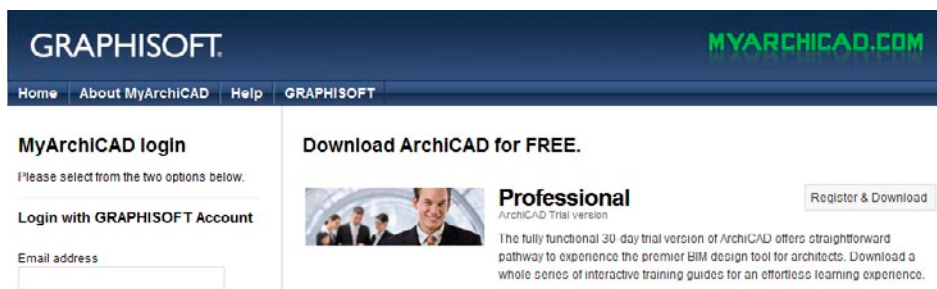 GRAPHISOFT.
MYARCHICAD.COM
Home About MyArchiCAD Help GRAPHISOFT
MyArchiCAD login
Please select from the two options below.
Login with GRAPHISOFT Account
Email address
Download ArchiCAD for FREE.
Professional
Register & Download
ArchiCAD Trial version
The fully functional 30-day trial version of ArchiCAD offers straightforward
pathway to experience the premier BIM design tool for architects. Download a
whole series of interactive training guides for an effortless learning experience.